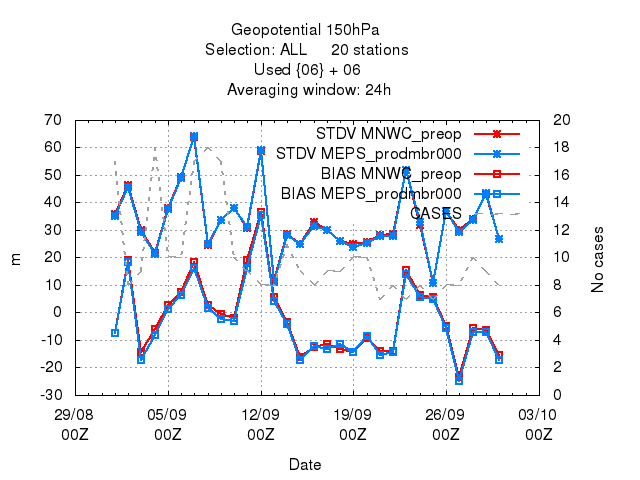 Geopotential 150hPa
Selection: ALL 20 stations
Used {06} + 06
Averaging window: 24h
70 20
60 18
50 16
40 14
30 12
20 10
10 8
0 6
-10 4
-20 2
-30 0
STDV MNWC_preop
STDV MEPS_prodmbr000
BIAS MNWC_preop
BIAS MEPS_prodmbr000
CASES
m
No cases
29/08 05/09 12/09 19/09 26/09 03/10
00Z 00Z 00Z 00Z 00Z 00Z
Date